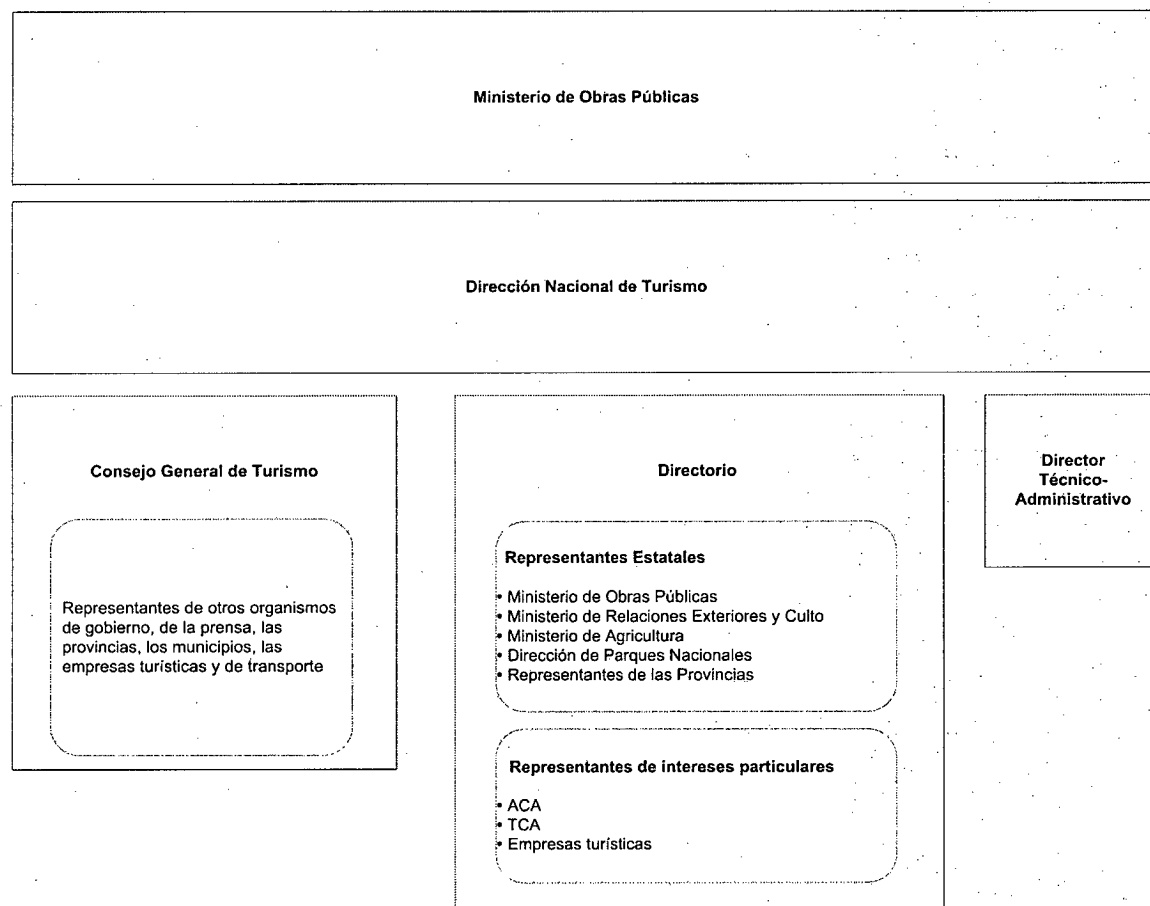 Ministerio de Obras Públicas
Dirección Nacional de Turismo
Consejo General de Turismo
Representantes de otros organismos
de gobierno, de la prensa, las
provincias, los municipios, las
empresas turísticas y de transporte
Directorio
Representantes Estatales
• Ministerio de Obras Públicas
• Ministerio de Relaciones Exteriores y Culto
• Ministerio de Agricultura
• Dirección de Parques Nacionales
• Representantes de las Provincias
Representantes de intereses particulares
• ACA
• TCA
• Empresas turísticas
Director
Técnico-
Administrativo